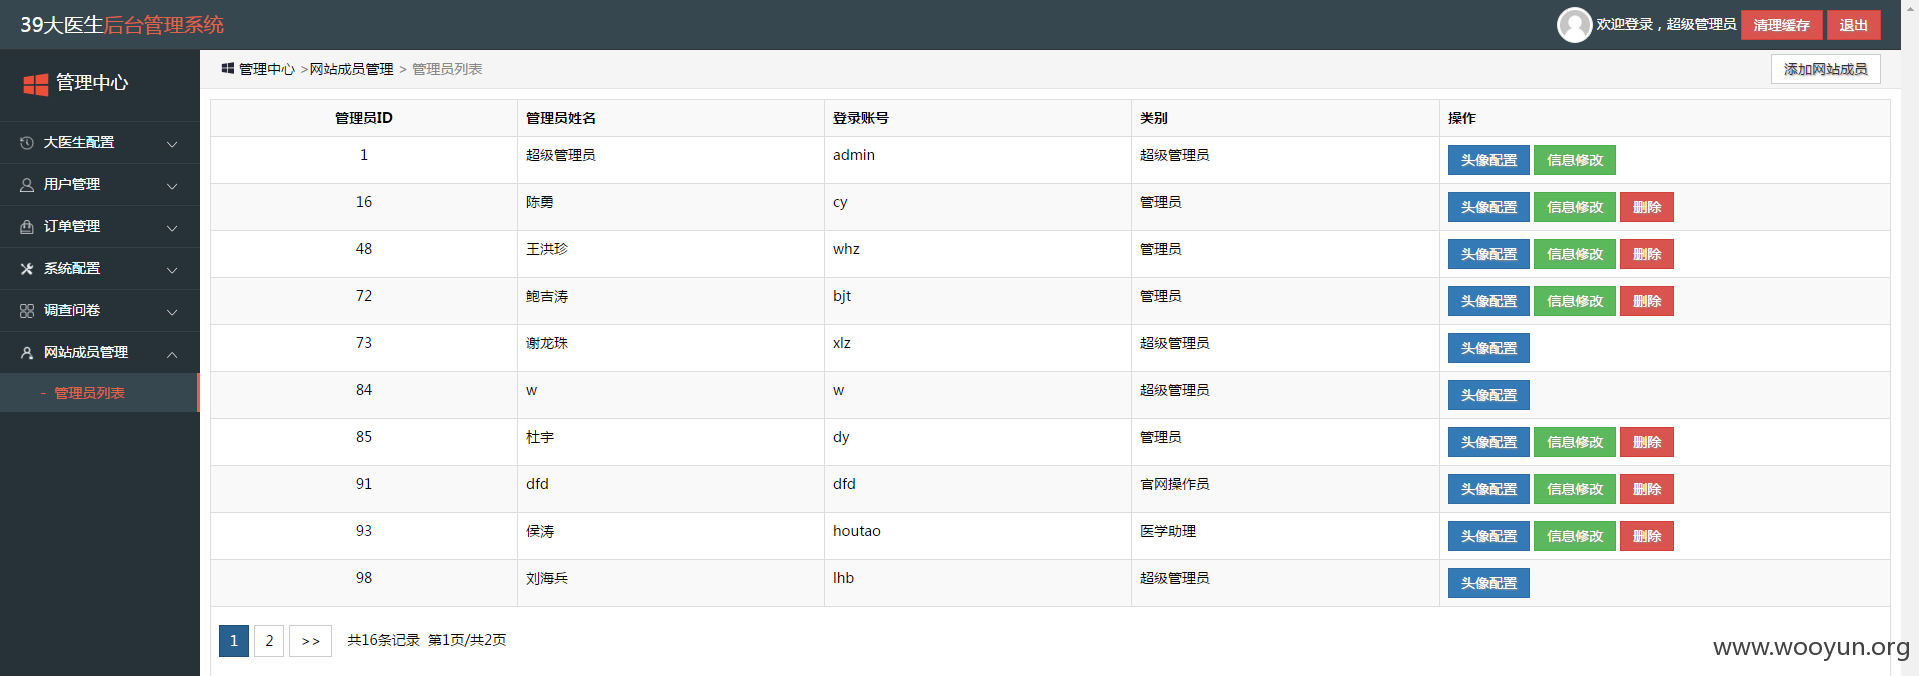 39大医生后台管理系统
欢迎登录，超级管理员 清理缓存 退出
管理中心
大医生配置
用户管理
订单管理
系统配置
调查问卷
网站成员管理
- 管理员列表
管理中心 >网站成员管理 > 管理员列表
添加网站成员
管理员ID 管理员姓名 登录账号 类别 操作
1 超级管理员 admin 超级管理员 头像配置 信息修改
16 陈勇 cy 管理员 头像配置 信息修改 删除
48 王洪珍 whz 管理员 头像配置 信息修改 删除
72 鲍吉涛 bjt 管理员 头像配置 信息修改 删除
73 谢龙珠 xlz 超级管理员 头像配置
84 w w 超级管理员 头像配置
85 杜宇 dy 管理员 头像配置 信息修改 删除
91 dfd dfd 官网操作员 头像配置 信息修改 删除
93 侯涛 houtao 医学助理 头像配置 信息修改 删除
98 刘海兵 lhb 超级管理员 头像配置
1 2 >> 共16条记录 第1页/共2页
www.wooyun.org